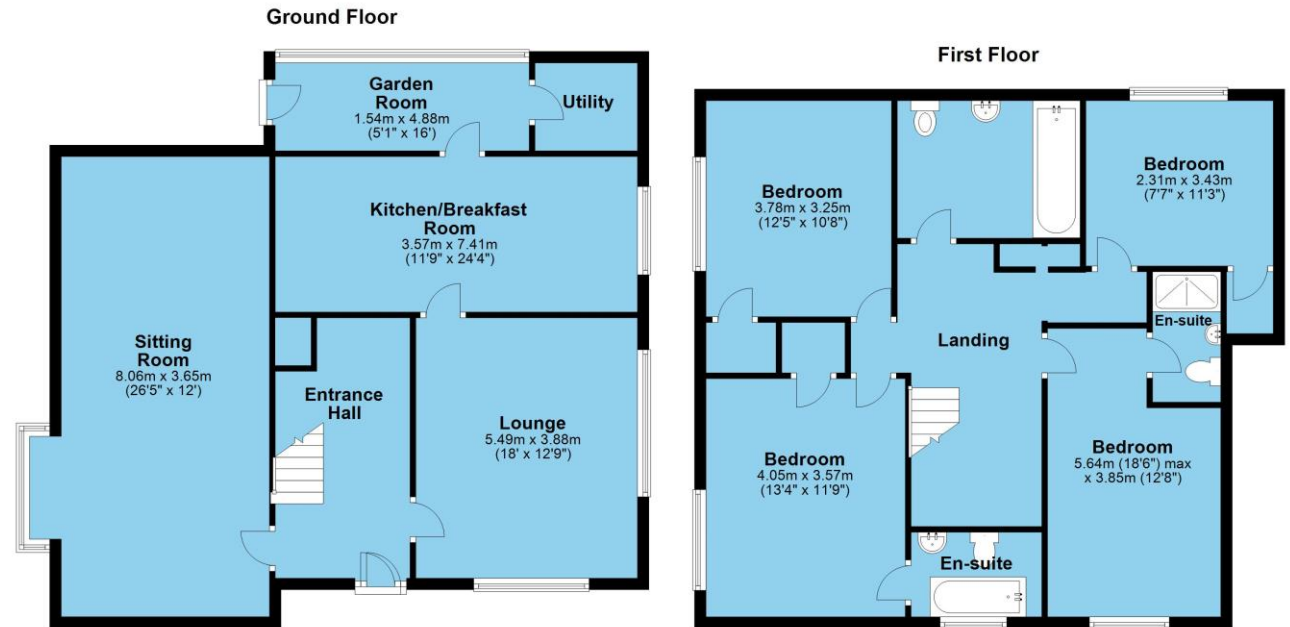 Ground Floor
Garden
Room
1.54m x 4.88m
(5'1" x 16')
Utility
Kitchen/Breakfast
Room
3.57m x 7.41m
(11'9" x 24'4")
Sitting
Room
8.06m x 3.65m
(26'5" x 12')
Entrance
Hall
Lounge
5.49m x 3.88m
(18' x 12'9")
First Floor
Bedroom
3.78m x 3.25m
(12'5" x 10'8")
Bedroom
2.31m x 3.43m
(7'7" x 11'3")
En-suite
Landing
Bedroom
4.05m x 3.57m
(13'4" x 11'9")
Bedroom
5.64m (18'6") max
x 3.85m (12'8")
En-suite